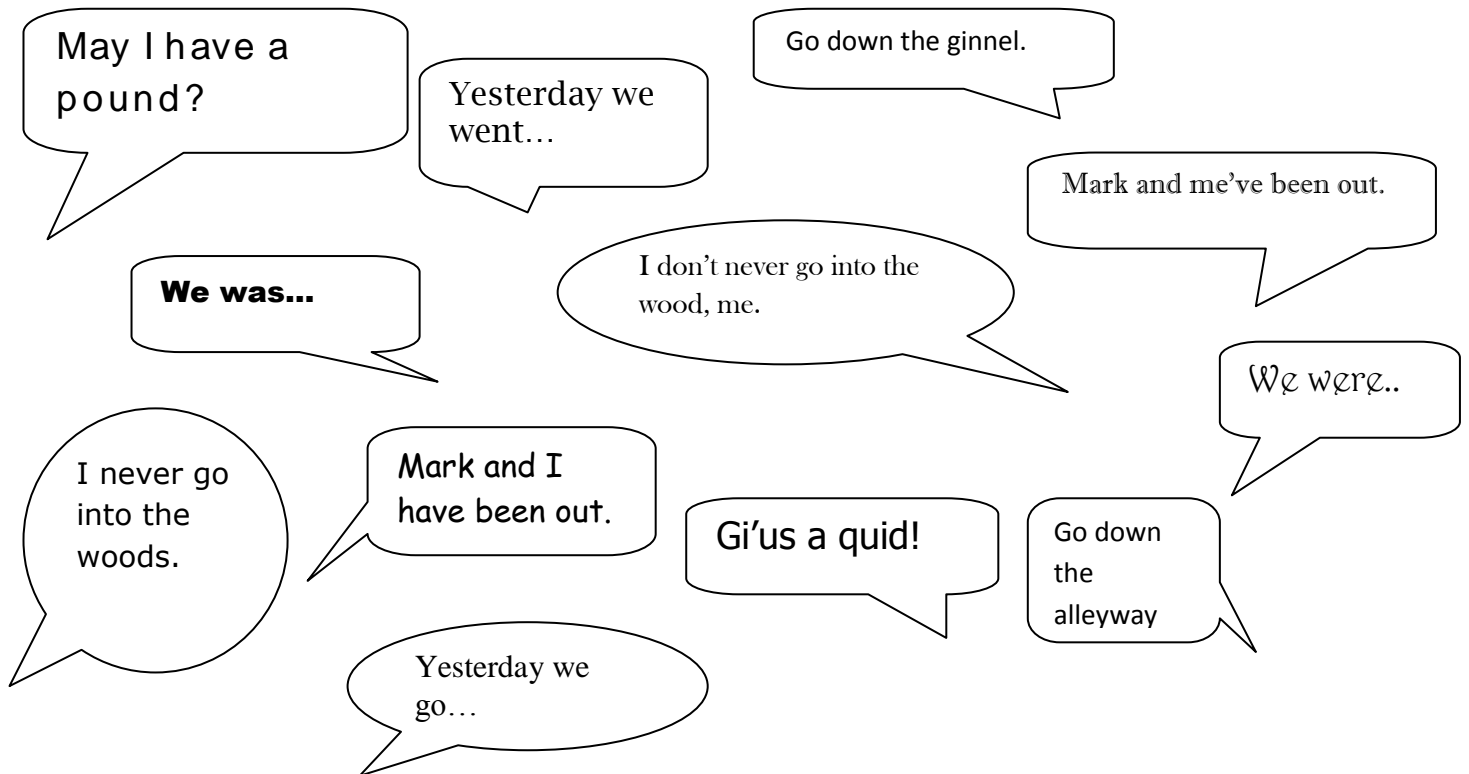 May I have a
pound?
Yesterday we
went...
Go down the ginnel.
Mark and me've been out.
We was...
I don't never go into the
wood, me.
We were..
I never go
into the
woods.
Mark and I
have been out.
Gi'us a quid!
Go down
the
alleyway
Yesterday we
go...